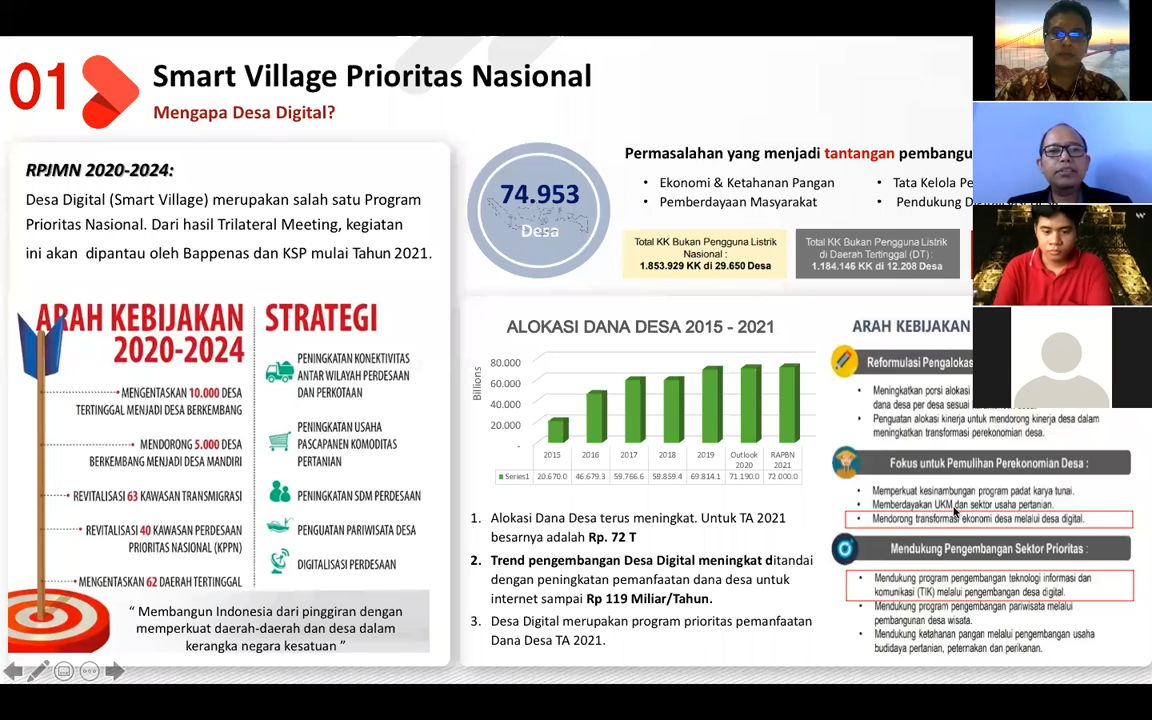 01
Smart Village Prioritas Nasional
Mengapa Desa Digital?
RPJMN 2020-2024:
Desa Digital (Smart Village) merupakan salah satu Program
Prioritas Nasional. Dari hasil Trilateral Meeting, kegiatan
ini akan dipantau oleh Bappenas dan KSP mulai Tahun 2021.
ARAH KEBIJAKAN
2020-2024
MENGENTASKAN 10.000 DESA
TERTINGGAL MENJADI DESA BERKEMBANG
MENDORONG 5.000 DESA
BERKEMBANG MENJADI DESA MANDIRI
REVITALISASI 63 KAWASAN TRANSMIGRASI
REVITALISASI 40 KAWASAN PERDESAAN
PRIORITAS NASIONAL (KPPN)
MENGENTASKAN 62 DAERAH TERTINGGAL
STRATEGI
PENINGKATAN KONEKTIVITAS
ANTAR WILAYAH PERDESAAN
DAN PERKOTAAN
PENINGKATAN USAHA
PASCAPANEN KOMODITAS
PERTANIAN
PENINGKATAN SDM PERDESAAN
PENGUATAN PARIWISATA DESA
DIGITALISASI PERDESAAN
“ Membangun Indonesia dari pinggiran dengan
memperkuat daerah-daerah dan desa dalam
kerangka negara kesatuan ”
74.953
Desa
Permasalahan yang menjadi tantangan pembangu
• Ekonomi & Ketahanan Pangan
• Pemberdayaan Masyarakat
• Tata Kelola Pe
• Pendukung D
Total KK Bukan Pengguna Listrik
Nasional :
1.853.929 KK di 29.650 Desa
Total KK Bukan Pengguna Listrik
di Daerah Tertinggal (DT) :
1.184.146 KK di 12.208 Desa
ALOKASI DANA DESA 2015 - 2021
Billions
80.000
60.000
40.000
20.000
-
2015 2016 2017 2018 2019 Outlook 2020 RAPBN 2021
Series1 20.670.0 46.679.3 59.766.6 59.859.4 69.814.1 71.190.0 72.000.0
1. Alokasi Dana Desa terus meningkat. Untuk TA 2021
besarnya adalah Rp. 72 T
2. Trend pengembangan Desa Digital meningkat ditandai
dengan peningkatan pemanfaatan dana desa untuk
internet sampai Rp 119 Miliar/Tahun.
3. Desa Digital merupakan program prioritas pemanfaatan
Dana Desa TA 2021.
ARAH KEBIJAKAN
Reformulasi Pengalokas
• Meningkatkan porsi alokasi
dana desa per desa sesuai
• Penguatan alokasi kinerja untuk mendorong kinerja desa dalam
meningkatkan transformasi perekonomian desa.
Fokus untuk Pemulihan Perekonomian Desa :
• Memperkuat kesinambungan program padat karya tunai.
• Memberdayakan UKM dan sektor usaha pertanian.
• Mendorong transformasi ekonomi desa melalui desa digital.
Mendukung Pengembangan Sektor Prioritas :
• Mendukung program pengembangan teknologi informasi dan
komunikasi (TIK) melalui pengembangan desa digital.
• Mendukung program pengembangan pariwisata melalui
pembangunan desa wisata.
• Mendukung ketahanan pangan melalui pengembangan usaha
budidaya pertanian, peternakan dan perikanan.